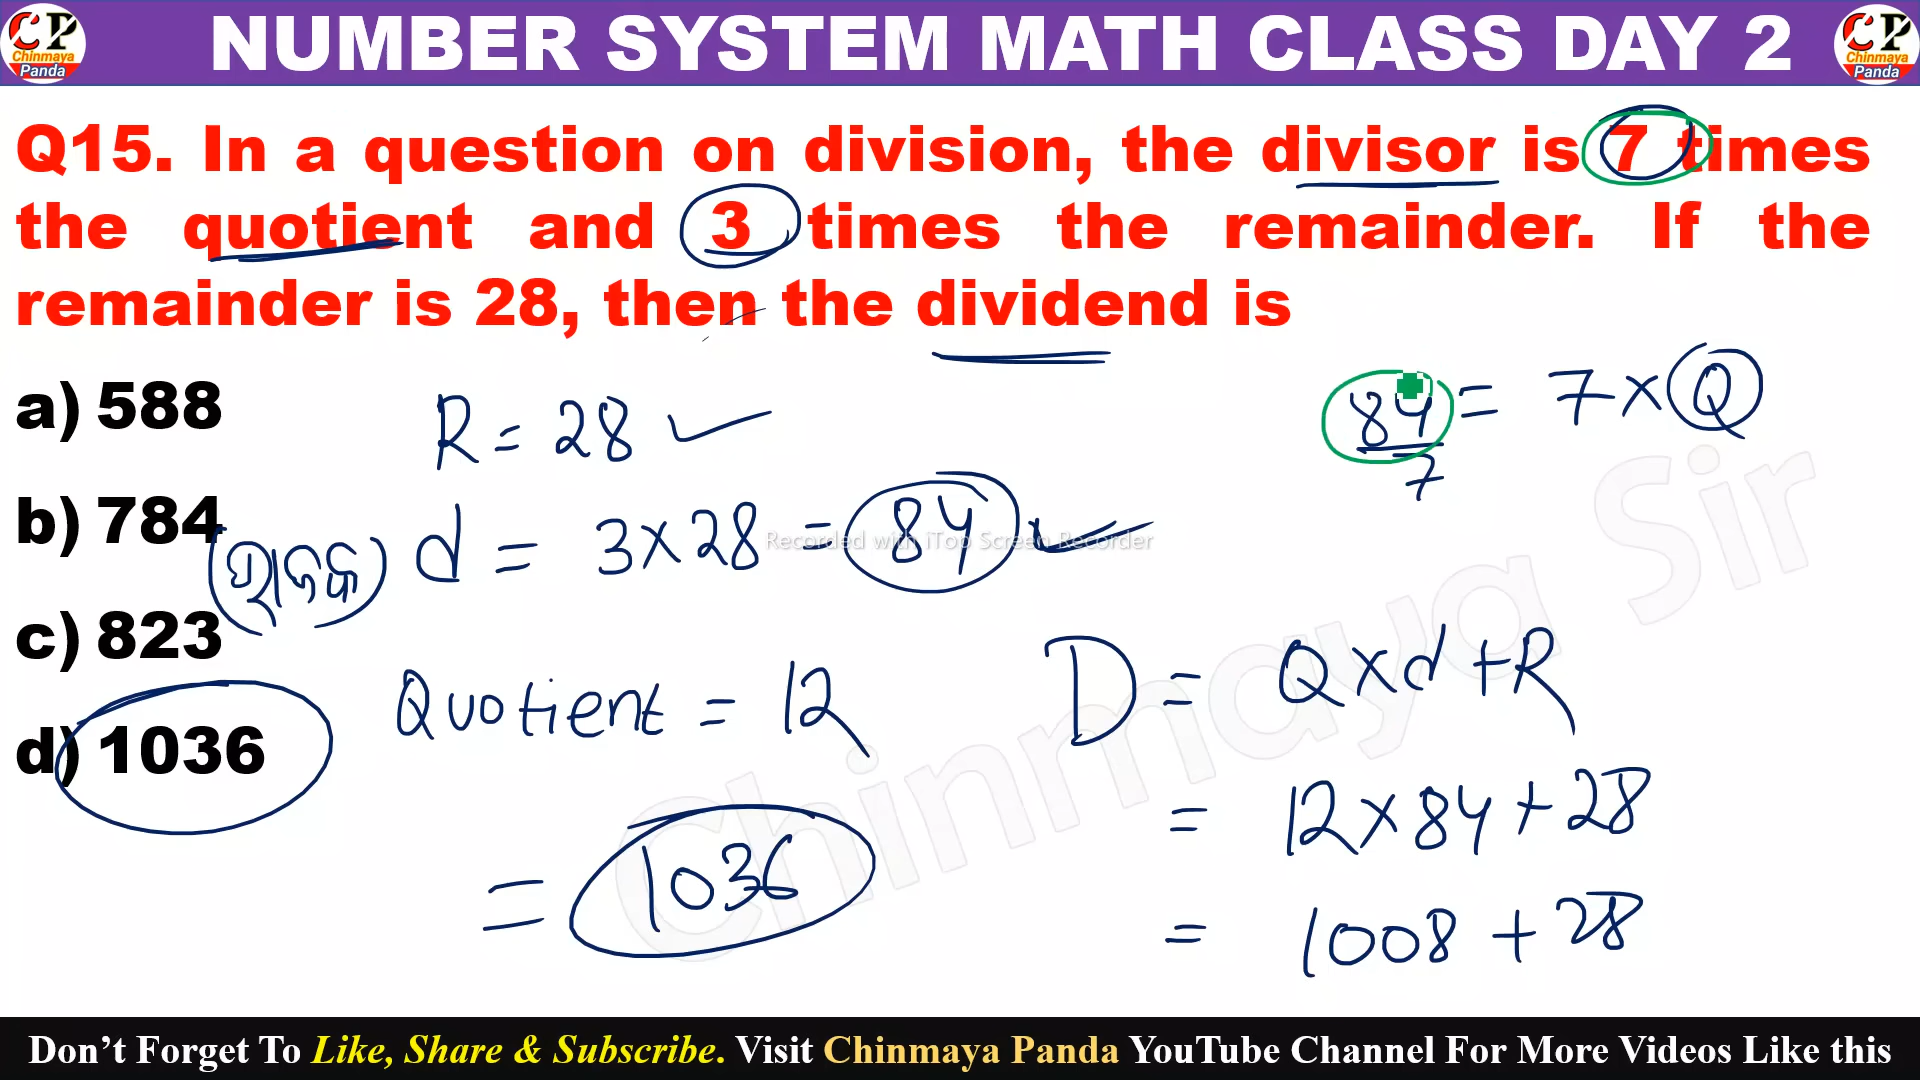 CP Chinmaya Panda
NUMBER SYSTEM MATH CLASS DAY 2
CP Chinmaya Panda
Q15. In a question on division, the divisor is 7 times
the quotient and 3 times the remainder. If the
remainder is 28, then the dividend is
a) 588
b) 784
c) 823
d) 1036
R = 28
(ଭାଜକ) d = 3×28 = 84
Quotient = 12
= 1036
84/7 = 7×Q
D = Q×d+R
= 12×84+28
= 1008+28
Recorded with iTop Screen Recorder
Chinmaya Sir
Don’t Forget To Like, Share & Subscribe. Visit Chinmaya Panda YouTube Channel For More Videos Like this